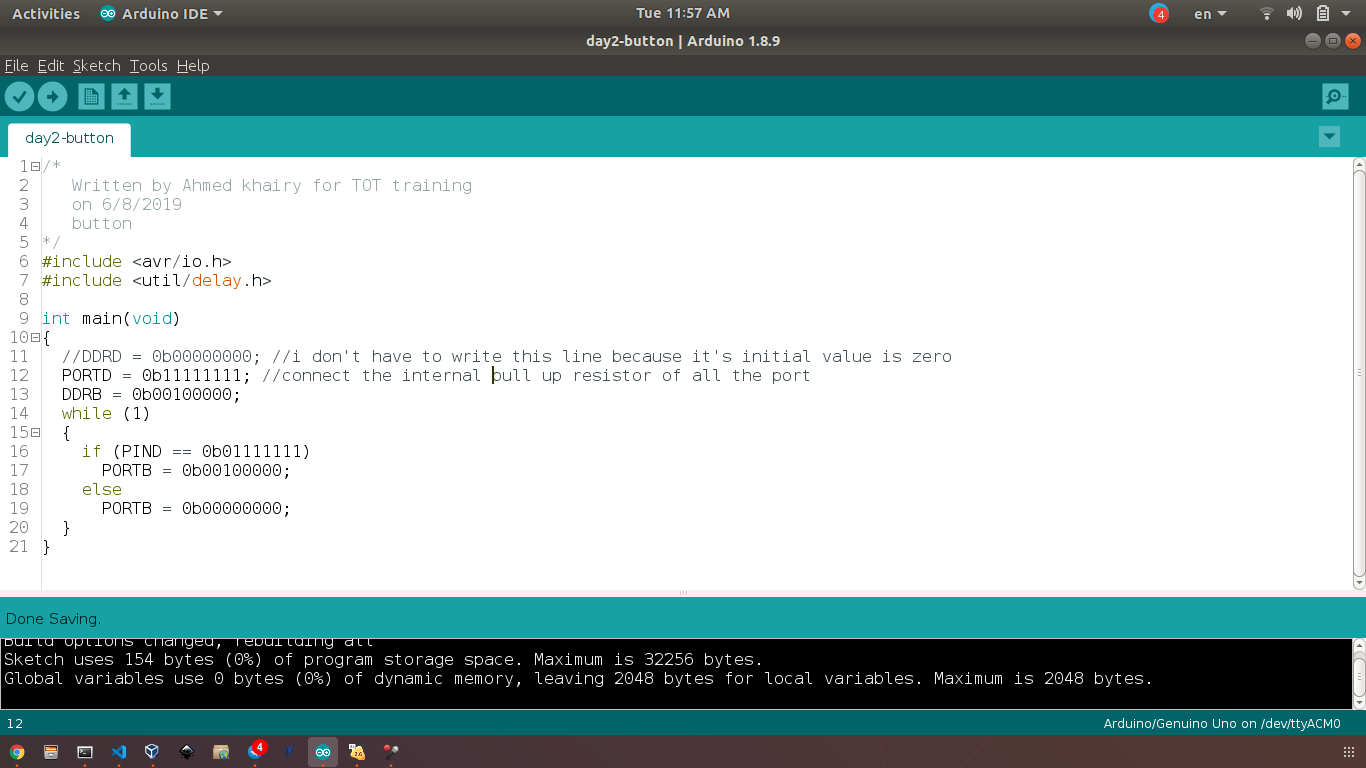 Activities Arduino IDE Tue 11:57 AM 4 en
day2-button | Arduino 1.8.9
File Edit Sketch Tools Help
day2-button
1 /*
2 Written by Ahmed khairy for TOT training
3 on 6/8/2019
4 button
5 */
6 #include <avr/io.h>
7 #include <util/delay.h>
8
9 int main(void)
10 {
11 //DDRD = 0b00000000; //i don't have to write this line because it's initial value is zero
12 PORTD = 0b11111111; //connect the internal pull up resistor of all the port
13 DDRB = 0b00100000;
14 while (1)
15 {
16 if (PIND == 0b01111111)
17 PORTB = 0b00100000;
18 else
19 PORTB = 0b00000000;
20 }
21 }
Done Saving.
Build options changed, rebuilding all
Sketch uses 154 bytes (0%) of program storage space. Maximum is 32256 bytes.
Global variables use 0 bytes (0%) of dynamic memory, leaving 2048 bytes for local variables. Maximum is 2048 bytes.
12 Arduino/Genuino Uno on /dev/ttyACM0
4